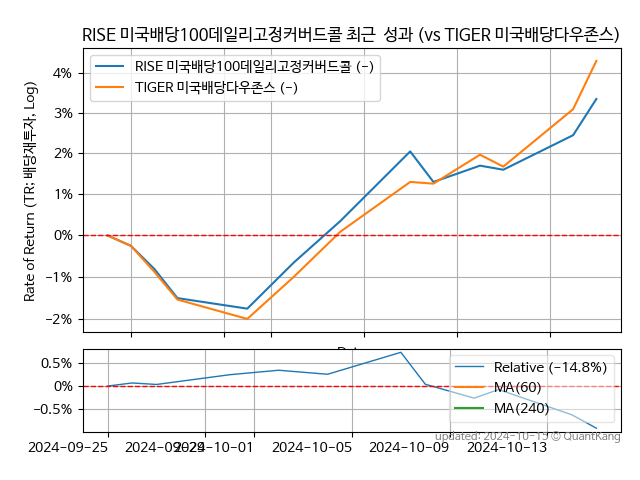 RISE 미국배당100데일리고정커버드콜 최근 성과 (vs TIGER 미국배당다우존스)
Rate of Return (TR: 배당재투자, Log)
4%
3%
2%
1%
0%
-1%
-2%
RISE 미국배당100데일리고정커버드콜 (-)
TIGER 미국배당다우존스 (-)
0.5%
0%
-0.5%
Relative (-14.8%)
MA(60)
MA(240)
updated: 2024-10-15 © QuantKang
2024-09-25
2024-10-01
2024-10-05
2024-10-09
2024-10-13